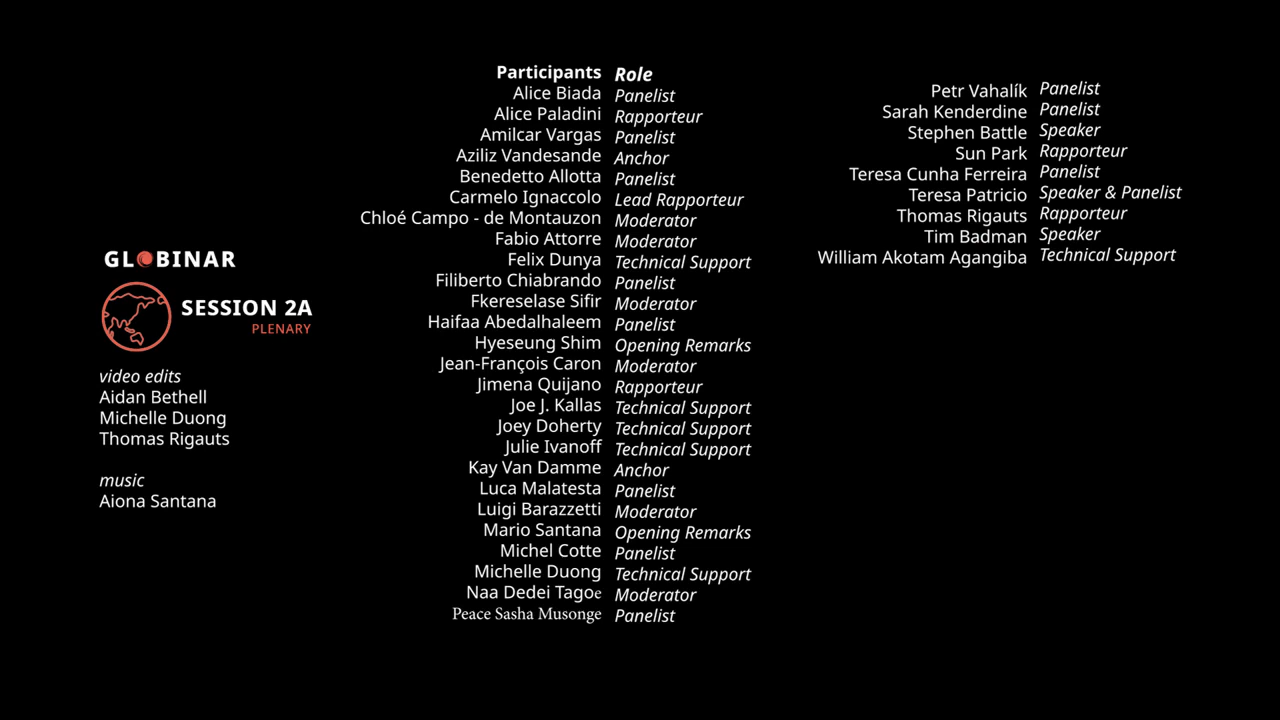 GLOBINAR
SESSION 2A
PLENARY
video edits
Aidan Bethell
Michelle Duong
Thomas Rigauts
music
Aiona Santana
Participants Role
Alice Biada Panelist
Alice Paladini Rapporteur
Amilcar Vargas Panelist
Aziliz Vandesande Anchor
Benedetto Allotta Panelist
Carmelo Ignaccolo Lead Rapporteur
Chloé Campo - de Montauzon Moderator
Fabio Attorre Moderator
Felix Dunya Technical Support
Filiberto Chiabrando Panelist
Fkereselase Sifir Moderator
Haifaa Abedalhaleem Panelist
Hyeseung Shim Opening Remarks
Jean-François Caron Moderator
Jimena Quijano Rapporteur
Joe J. Kallas Technical Support
Joey Doherty Technical Support
Julie Ivanoff Technical Support
Kay Van Damme Anchor
Luca Malatesta Panelist
Luigi Barazzetti Moderator
Mario Santana Opening Remarks
Michel Cotte Panelist
Michelle Duong Technical Support
Naa Dedei Tagoe Moderator
Peace Sasha Musonge Panelist
Petr Vahalík Panelist
Sarah Kenderdine Panelist
Stephen Battle Speaker
Sun Park Rapporteur
Teresa Cunha Ferreira Panelist
Teresa Patricio Speaker & Panelist
Thomas Rigauts Rapporteur
Tim Badman Speaker
William Akotam Agangiba Technical Support